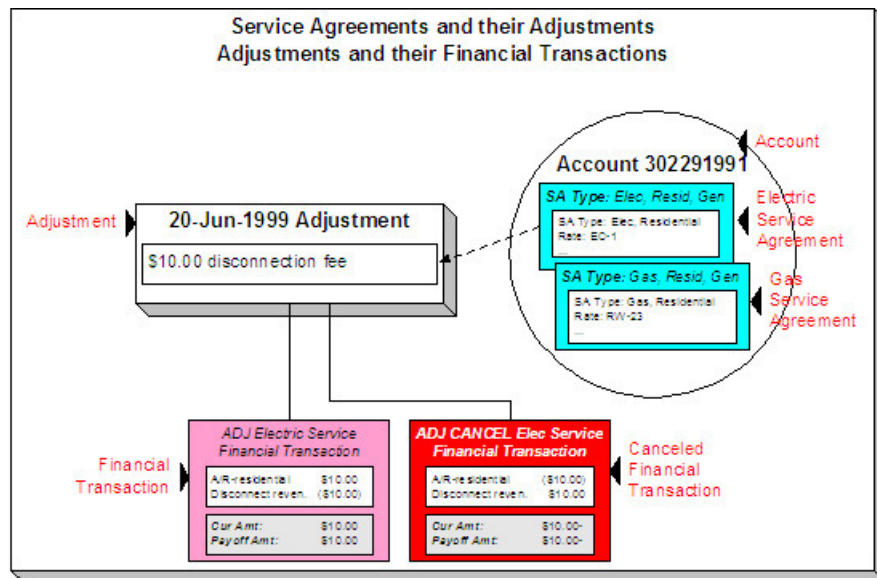 Service Agreements and their Adjustments
Adjustments and their Financial Transactions
Account
Account 302291991
SA Type: Elec, Resid, Gen
SA Type: Elec, Residential
Rate: EO-1
...
Electric
Service
Agreement
Adjustment
20-Jun-1999 Adjustment
$10.00 disconnection fee
SA Type: Gas, Resid, Gen
SA Type: Gas, Residential
Rate: RW-23
...
Gas
Service
Agreement
ADJ Electric Service
Financial Transaction
A/R-residential $10.00
Disconnect reven. ($10.00)
Cur Amt: $10.00
Payoff Amt: $10.00
Financial
Transaction
ADJ CANCEL Elec Service
Financial Transaction
A/R-residential ($10.00)
Disconnect reven. $10.00
Cur Amt: $10.00-
Payoff Amt: $10.00-
Canceled
Financial
Transaction